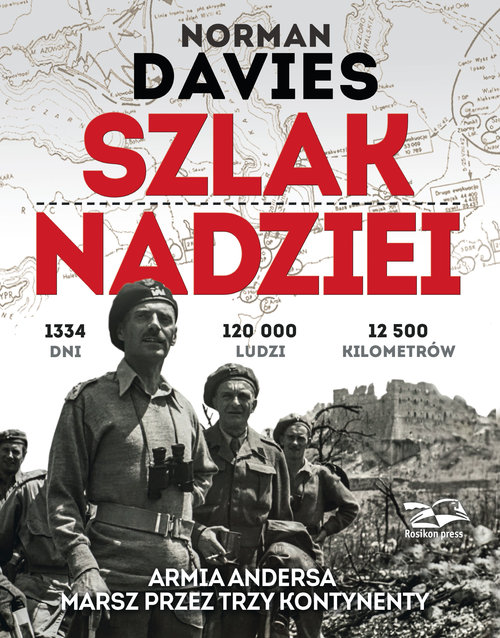 NORMAN
DAVIES
SZLAK
NADZIEI
1334
DNI
120 000
LUDZI
12 500
KILOMETRÓW
Rosikon press
ARMIA ANDERSA
MARSZ PRZEZ TRZY KONTYNENTY